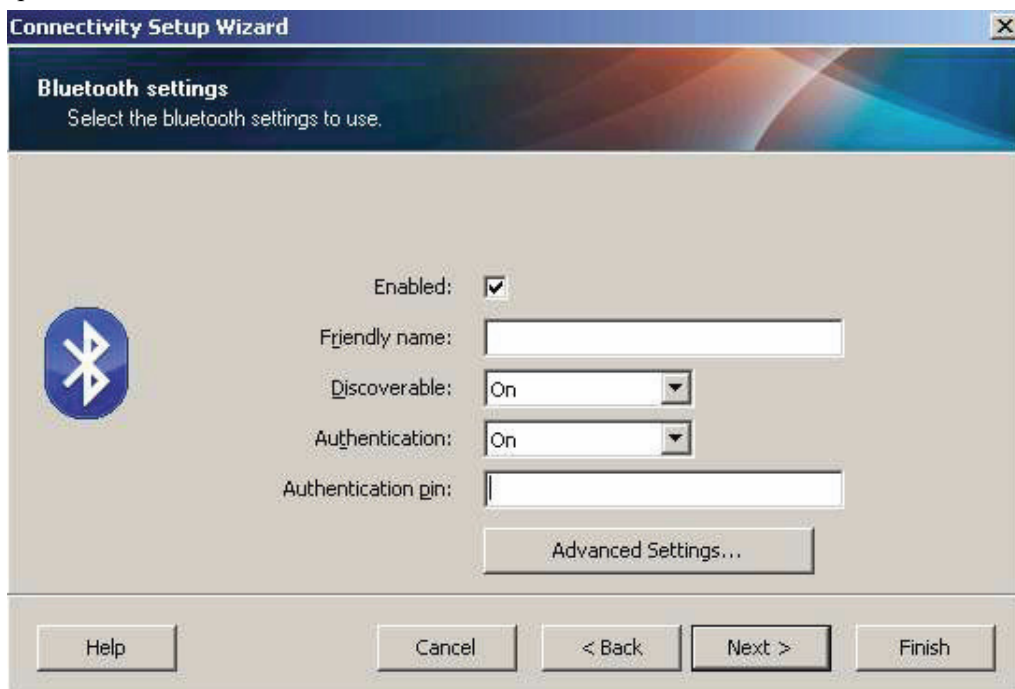 Connectivity Setup Wizard
Bluetooth settings
Select the bluetooth settings to use.
Enabled:
Friendly name:
Discoverable: On
Authentication: On
Authentication pin:
Advanced Settings...
Help Cancel < Back Next > Finish